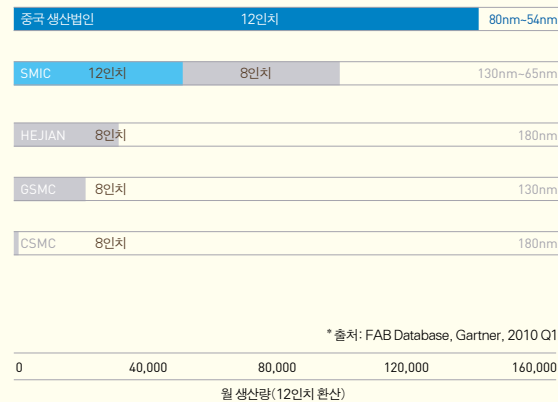 중국 생산법인 12인치 80nm~54nm
SMIC 12인치 8인치 130nm~65nm
HEJIAN 8인치 180nm
GSMC 8인치 130nm
CSMC 8인치 180nm
*출처: FAB Database, Gartner, 2010 Q1
0 40,000 80,000 120,000 160,000
월 생산량(12인치 환산)